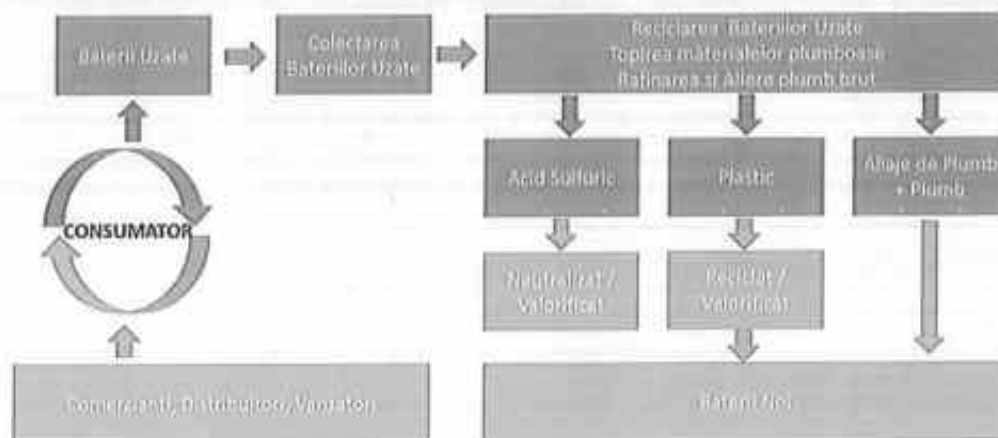 Baterii Uzate
Colectarea
Bateriilor Uzate
Reciclarea Bateriilor Uzate
Topirea materialelor plumboase
Rafinarea si Aliere plumb brut
Acid Sulfuric
Plastic
Aliaje de Plumb
+ Plumb
CONSUMATOR
Neutralizat /
Valorificat
Reciclat /
Valorificat
Comercianti, Distribuitori, Vanzatori
Baterii Noi